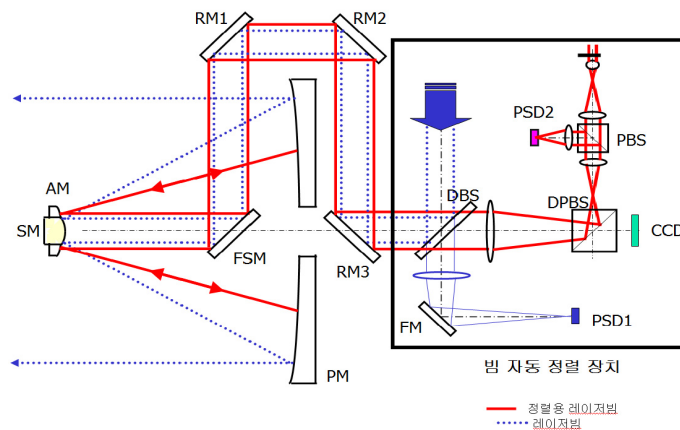 RM1
RM2
PSD2
PBS
AM
DBS
DPBS
SM
CCD
FSM
RM3
FM
PSD1
PM
빔 자동 정렬 장치
정렬용 레이저빔
레이저빔